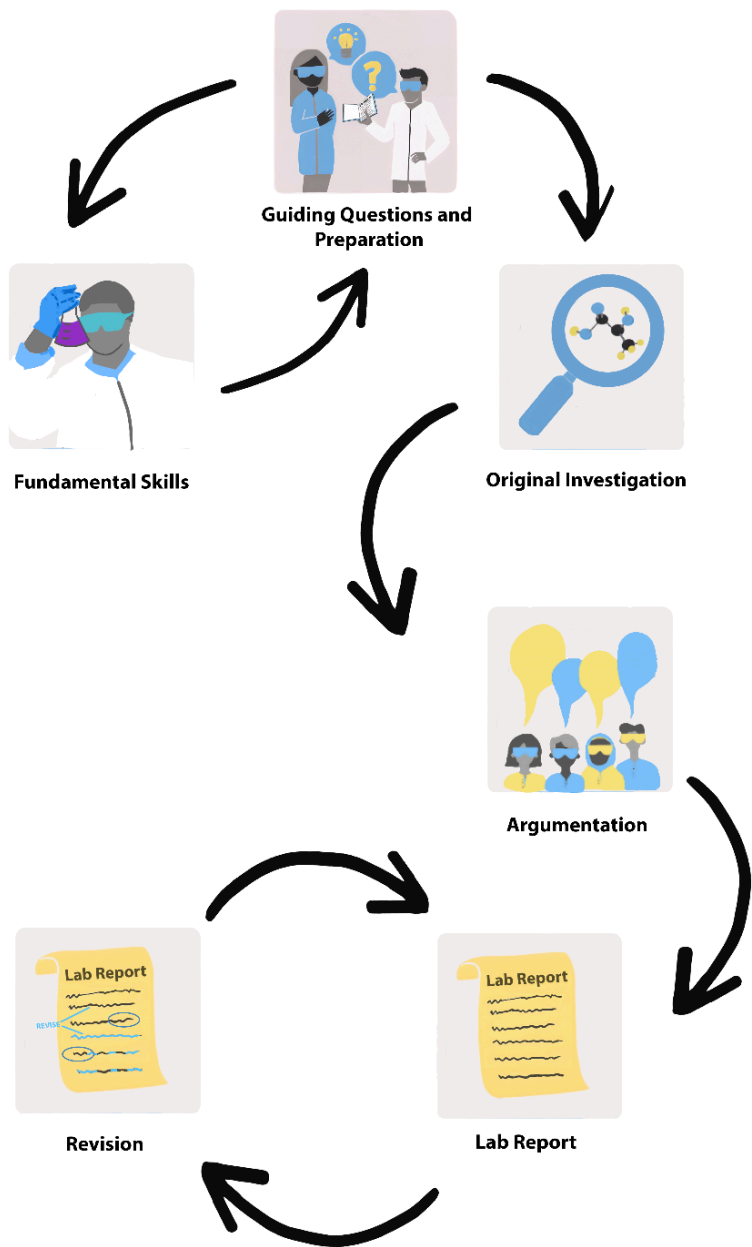 ?
Guiding Questions and
Preparation
Fundamental Skills
Original Investigation
Argumentation
Lab Report
REVISE
Revision
Lab Report
Lab Report